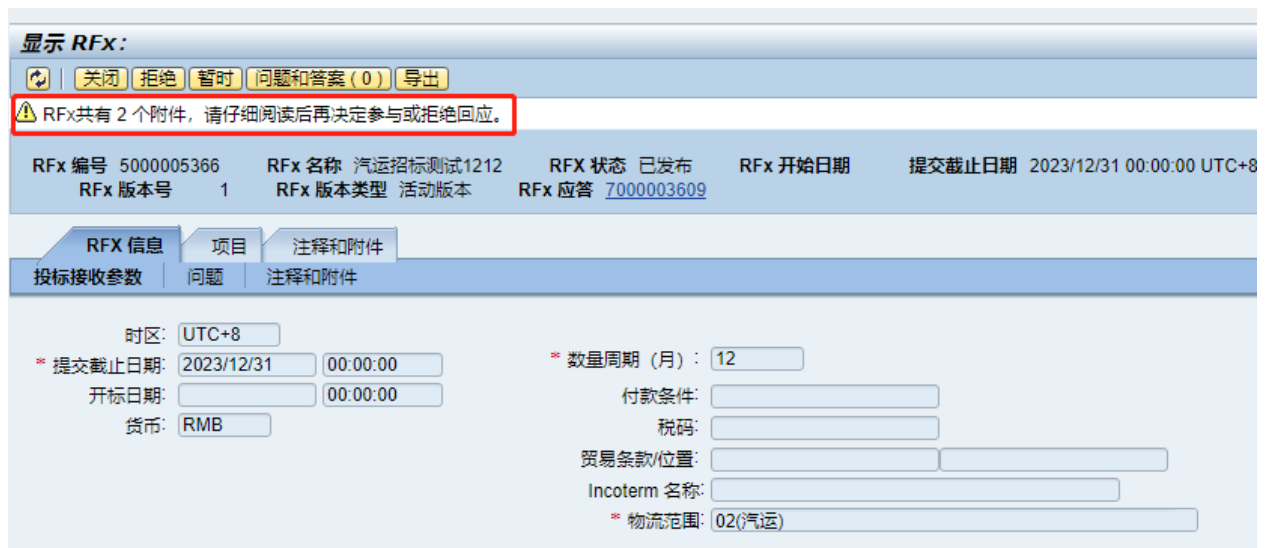 显示 RFx:
关闭 拒绝 暂时 问题和答案 ( 0 ) 导出
RFx共有 2 个附件，请仔细阅读后再决定参与或拒绝回应。
RFx 编号 5000005366 RFx 名称 汽运招标测试1212 RFX 状态 已发布 RFx 开始日期 提交截止日期 2023/12/31 00:00:00 UTC+8
RFx 版本号 1 RFx 版本类型 活动版本 RFx 应答 7000003609
RFX 信息 项目 注释和附件
投标接收参数 问题 注释和附件
时区: UTC+8
* 提交截止日期: 2023/12/31 00:00:00 * 数量周期（月）: 12
开标日期: 00:00:00 付款条件:
货币: RMB 税码:
贸易条款/位置:
Incoterm 名称:
* 物流范围: 02(汽运)